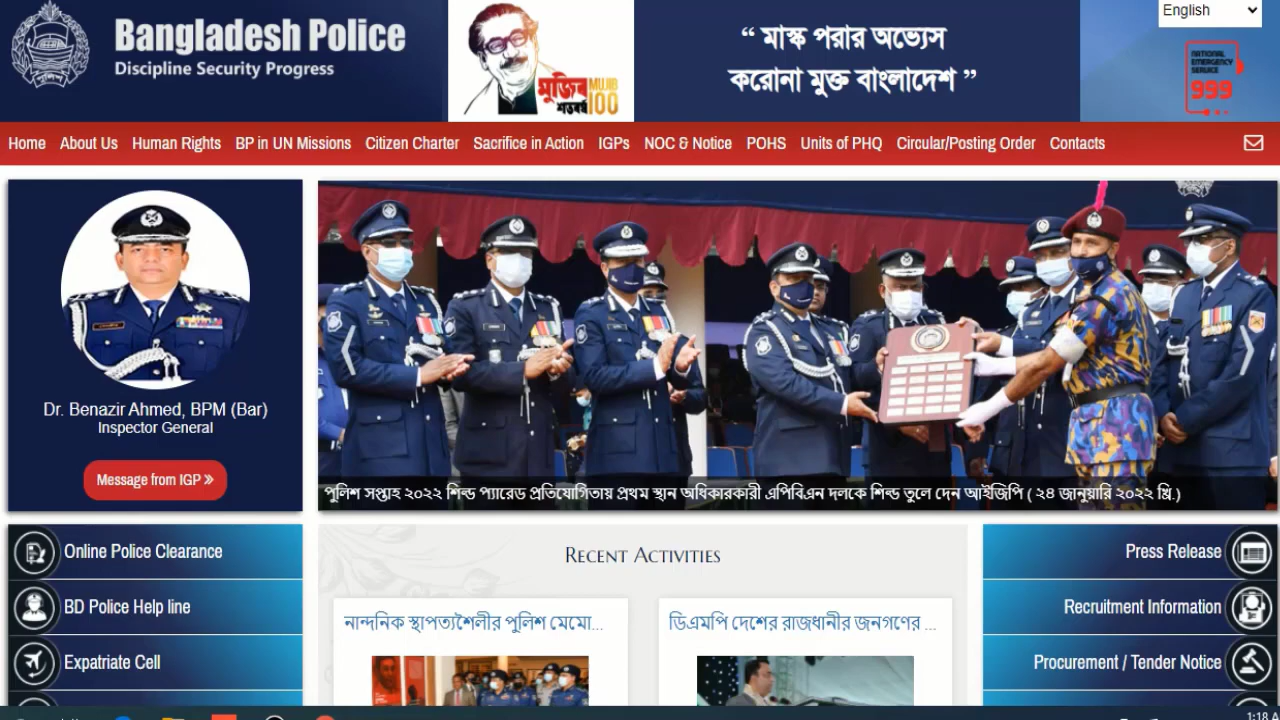 Bangladesh Police
Discipline Security Progress
মুজিব MUJIB
শতবর্ষ 100
“ মাস্ক পরার অভ্যেস
করোনা মুক্ত বাংলাদেশ ”
English
NATIONAL
EMERGENCY
SERVICE
999
Home About Us Human Rights BP in UN Missions Citizen Charter Sacrifice in Action IGPs NOC & Notice POHS Units of PHQ Circular/Posting Order Contacts
Dr. Benazir Ahmed, BPM (Bar)
Inspector General
Message from IGP »
পুলিশ সপ্তাহ ২০২২ শিল্ড প্যারেড প্রতিযোগিতায় প্রথম স্থান অধিকারকারী এপিবিএন দলকে শিল্ড তুলে দেন আইজিপি ( ২৪ জানুয়ারি ২০২২ খ্রি.)
Online Police Clearance
BD Police Help line
Expatriate Cell
Recent Activities
নান্দনিক স্থাপত্যশৈলীর পুলিশ মেমো...
ডিএমপি দেশের রাজধানীর জনগণের ...
Press Release
Recruitment Information
Procurement / Tender Notice